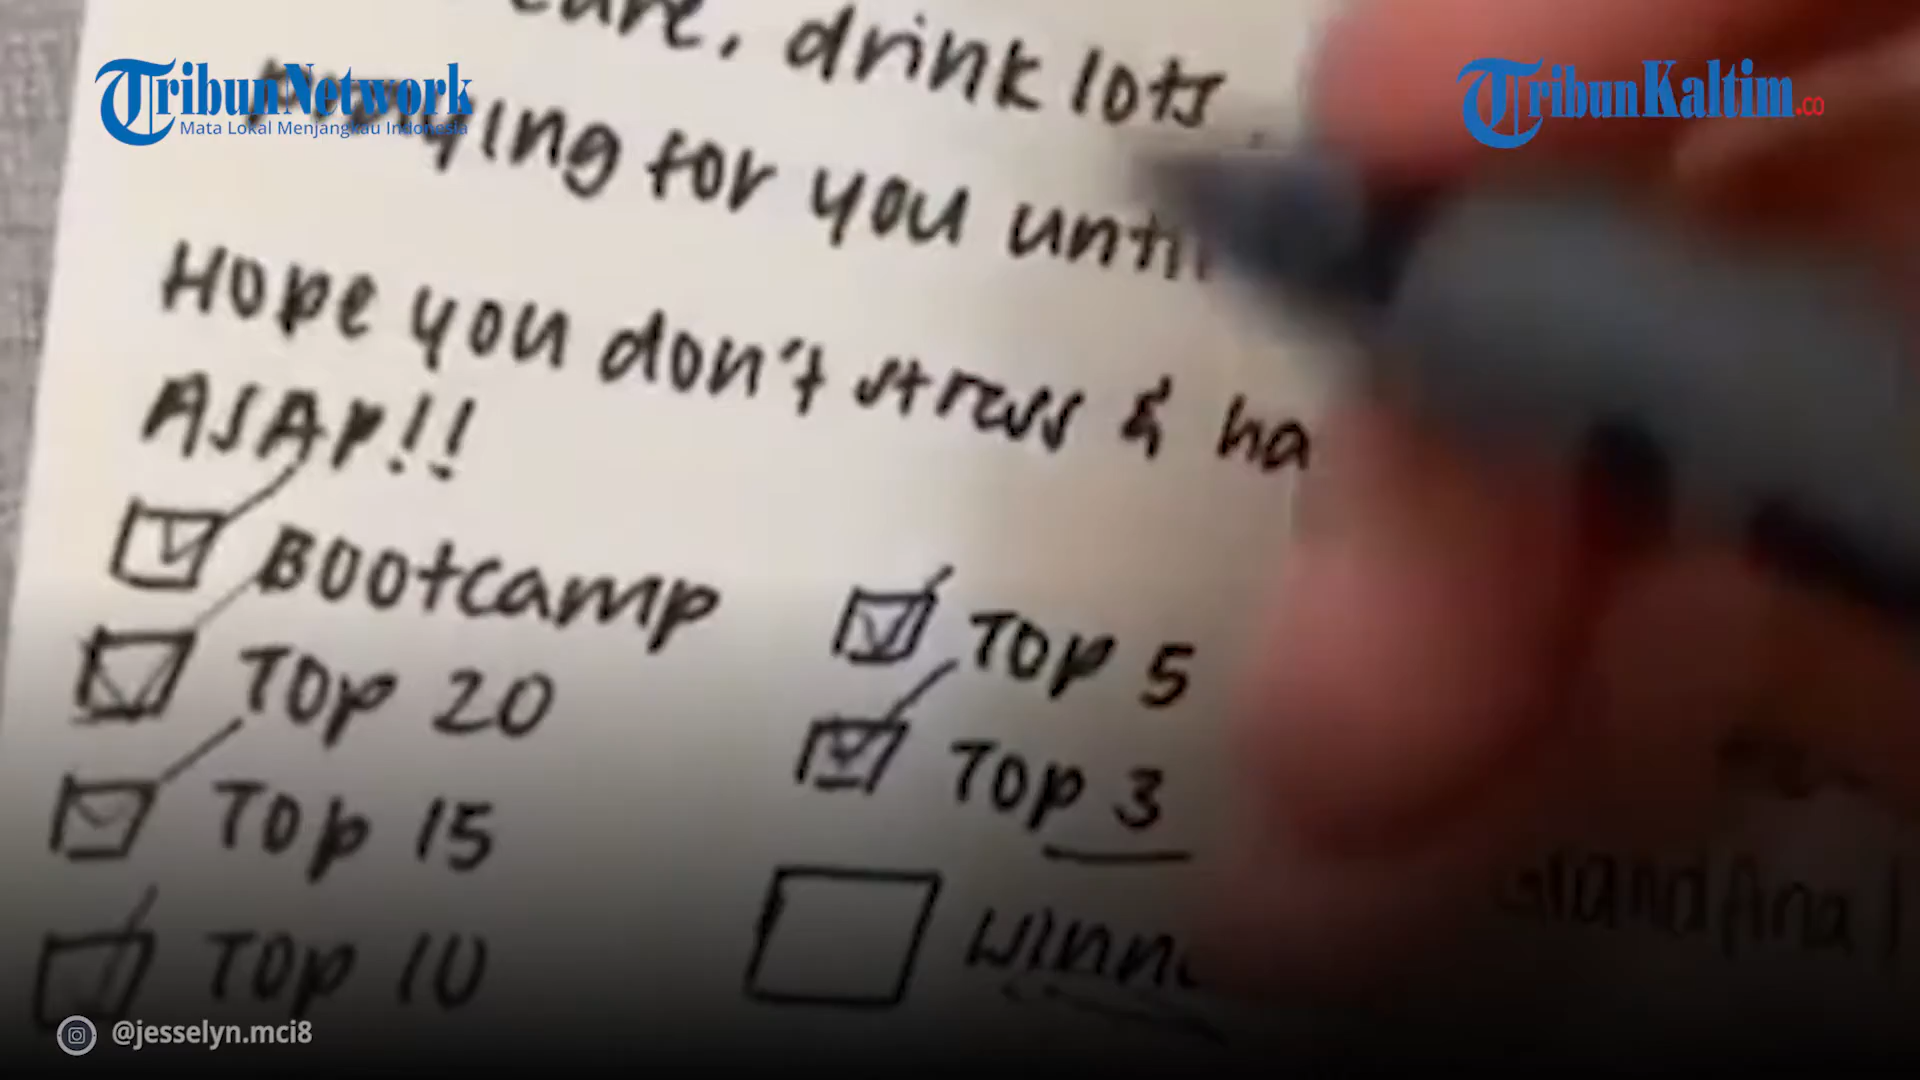 care, drink lots
TribunNetwork
Mata Lokal Menjangkau Indonesia
TribunKaltim.co
for you until
Hope you don't stress & ha
ASAP!!
Bootcamp
Top 5
Top 20
Top 3
Top 15
Top 10
@jesselyn.mci8